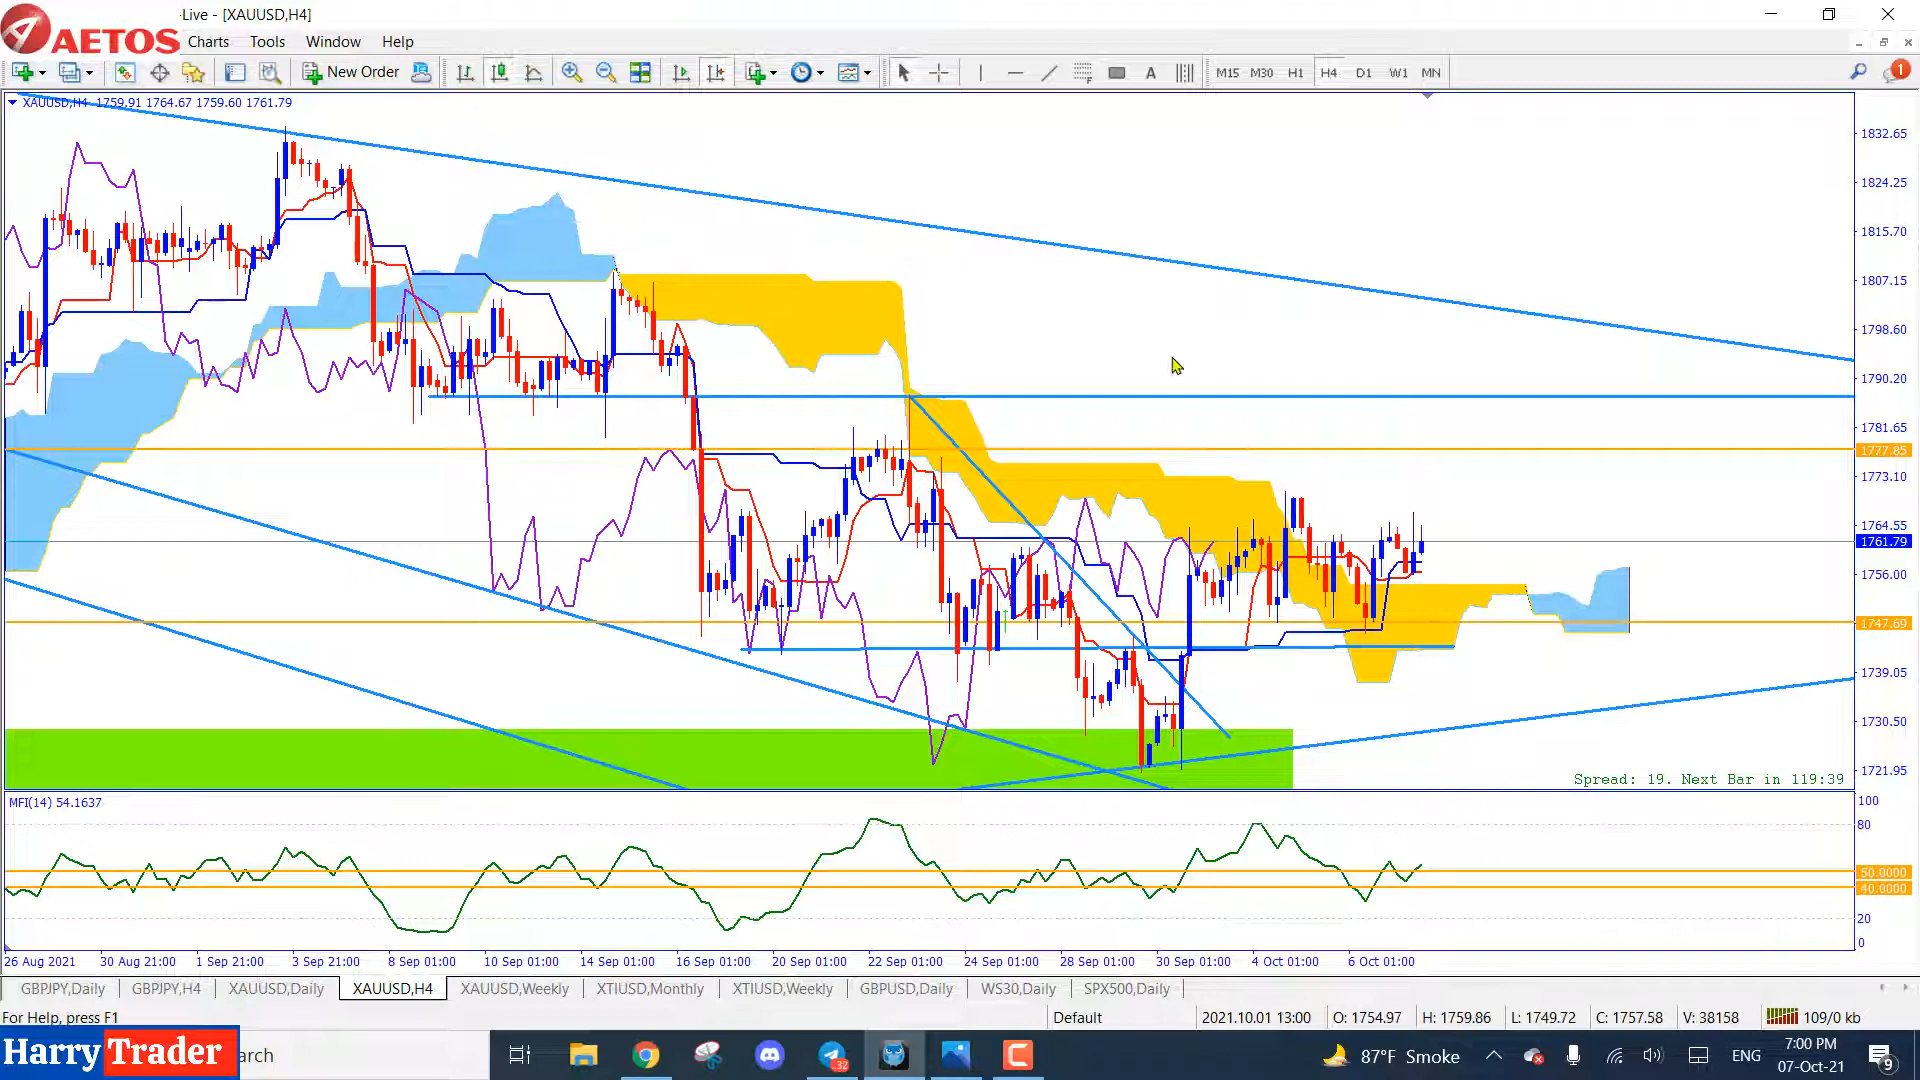 -Live - [XAUUSD,H4]
AETOS
Charts Tools Window Help
New Order
A
M15 M30 H1 H4 D1 W1 MN
1
XAUUSD,H4 1759.91 1764.67 1759.60 1761.79
1832.65
1824.25
1815.70
1807.15
1798.60
1790.20
1781.65
1777.85
1773.10
1764.55
1761.79
1756.00
1747.69
1739.05
1730.50
1721.95
Spread: 19. Next Bar in 119:39
MFI(14) 54.1637
100
80
50.0000
40.0000
20
0
26 Aug 2021 30 Aug 21:00 1 Sep 21:00 3 Sep 21:00 8 Sep 01:00 10 Sep 01:00 14 Sep 01:00 16 Sep 01:00 20 Sep 01:00 22 Sep 01:00 24 Sep 01:00 28 Sep 01:00 30 Sep 01:00 4 Oct 01:00 6 Oct 01:00
GBPJPY,Daily GBPJPY,H4 XAUUSD,Daily XAUUSD,H4 XAUUSD,Weekly XTIUSD,Monthly XTIUSD,Weekly GBPUSD,Daily WS30,Daily SPX500,Daily
For Help, press F1 Default 2021.10.01 13:00 O: 1754.97 H: 1759.86 L: 1749.72 C: 1757.58 V: 38158 109/0 kb
Harry Trader arch 32 87°F Smoke ENG 7:00 PM
07-Oct-21 9